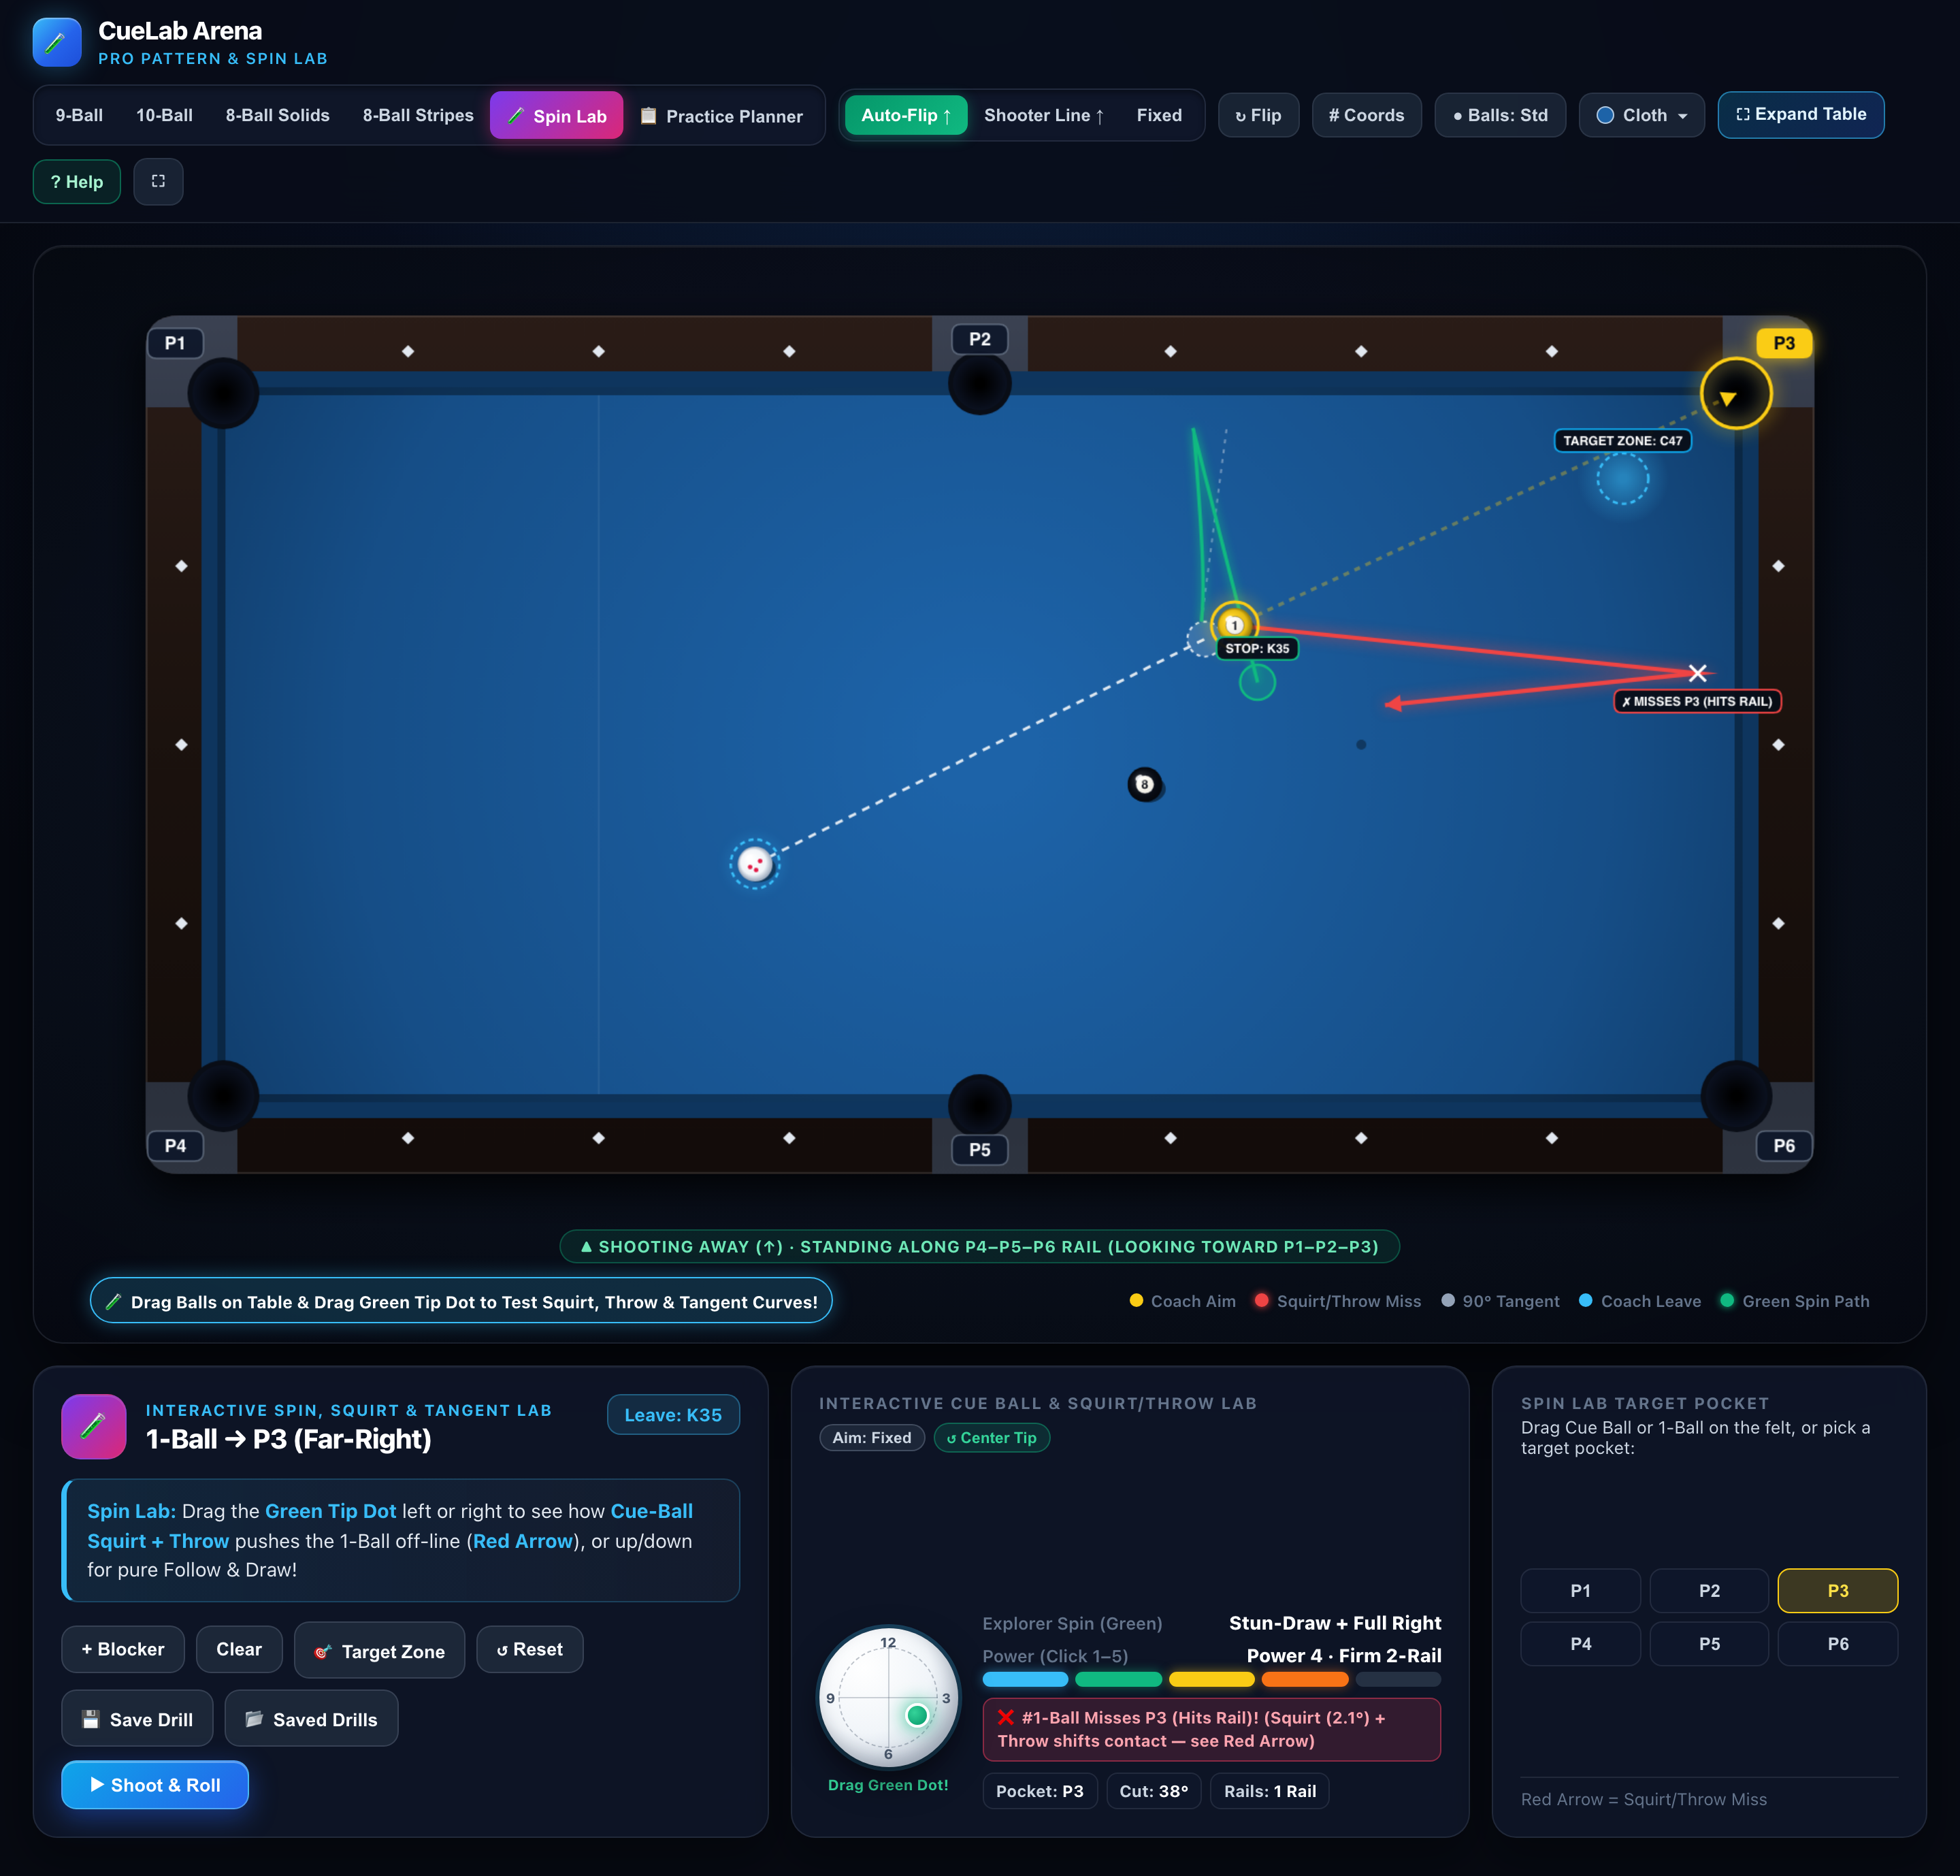 CueLab Arena
PRO PATTERN & SPIN LAB
9-Ball 10-Ball 8-Ball Solids 8-Ball Stripes Spin Lab Practice Planner Auto-Flip ↑ Shooter Line ↑ Fixed ↻ Flip # Coords ● Balls: Std Cloth Expand Table
? Help
P1
P2
P3
TARGET ZONE: C47
1
STOP: K35
✗ MISSES P3 (HITS RAIL)
8
P4
P5
P6
▲ SHOOTING AWAY (↑) · STANDING ALONG P4–P5–P6 RAIL (LOOKING TOWARD P1–P2–P3)
Drag Balls on Table & Drag Green Tip Dot to Test Squirt, Throw & Tangent Curves!
Coach Aim Squirt/Throw Miss 90° Tangent Coach Leave Green Spin Path
INTERACTIVE SPIN, SQUIRT & TANGENT LAB
1-Ball → P3 (Far-Right)
Leave: K35
Spin Lab: Drag the Green Tip Dot left or right to see how Cue-Ball
Squirt + Throw pushes the 1-Ball off-line (Red Arrow), or up/down
for pure Follow & Draw!
+ Blocker Clear Target Zone ↺ Reset
Save Drill Saved Drills
▶ Shoot & Roll
INTERACTIVE CUE BALL & SQUIRT/THROW LAB
Aim: Fixed ↺ Center Tip
12
9 3
6
Drag Green Dot!
Explorer Spin (Green) Stun-Draw + Full Right
Power (Click 1–5) Power 4 · Firm 2-Rail
❌ #1-Ball Misses P3 (Hits Rail)! (Squirt (2.1°) +
Throw shifts contact — see Red Arrow)
Pocket: P3 Cut: 38° Rails: 1 Rail
SPIN LAB TARGET POCKET
Drag Cue Ball or 1-Ball on the felt, or pick a
target pocket:
P1 P2 P3
P4 P5 P6
Red Arrow = Squirt/Throw Miss